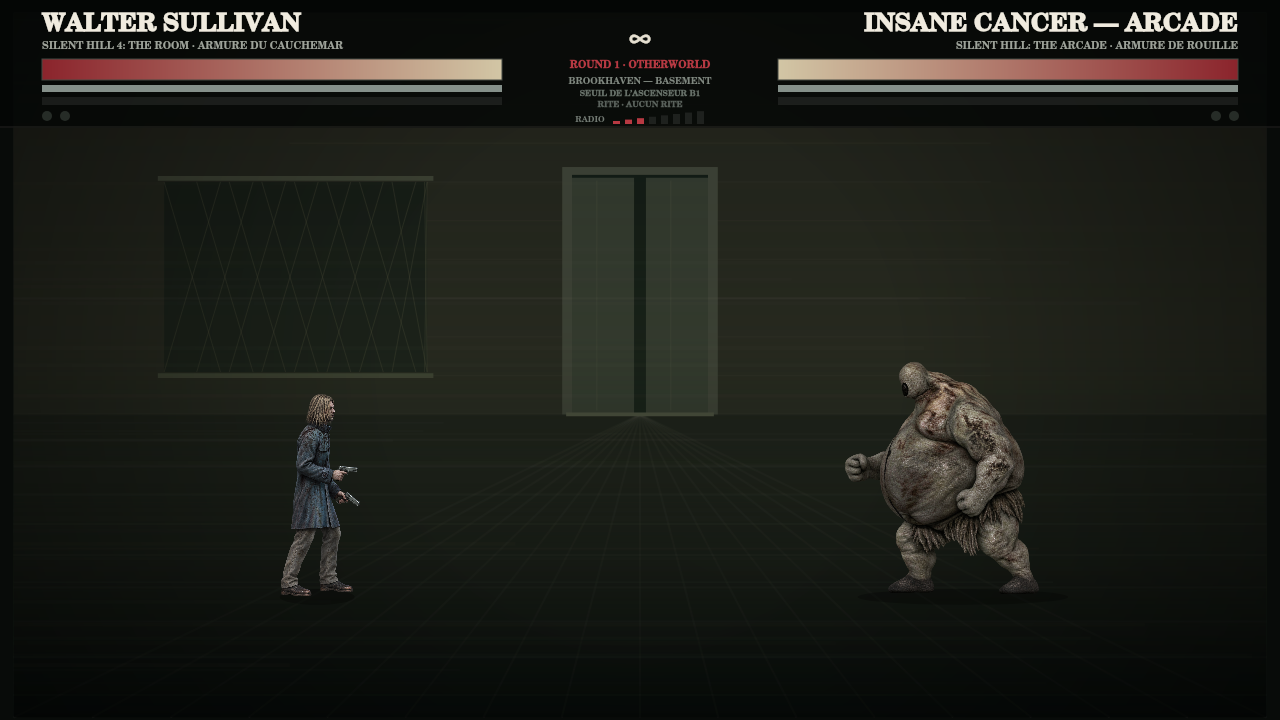 WALTER SULLIVAN
SILENT HILL 4: THE ROOM · ARMURE DU CAUCHEMAR
∞
ROUND 1 · OTHERWORLD
BROOKHAVEN — BASEMENT
SEUIL DE L'ASCENSEUR B1
RITE · AUCUN RITE
RADIO
INSANE CANCER — ARCADE
SILENT HILL: THE ARCADE · ARMURE DE ROUILLE